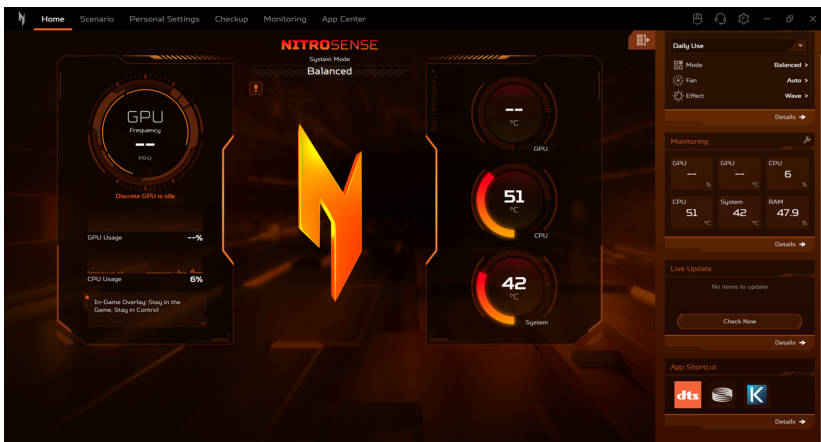 Home Scenario Personal Settings Checkup Monitoring App Center
NITROSENSE
System Mode
Balanced
GPU
Frequency
--
MHz
Discrete GPU is idle
GPU Usage --%
CPU Usage 6%
In-Game Overlay: Stay in the
Game, Stay in Control!
TEMPERATURE
--
°C
GPU
51
°C
CPU
42
°C
System
Daily Use
Mode Balanced >
Fan Auto >
Effect Wave >
Details
Monitoring
GPU -- %
GPU -- °C
CPU 6 %
CPU 51 °C
System 42 °C
RAM 47.9 %
Details
Live Update
No items to update
Check Now
Details
App Shortcut
dts
K
Details